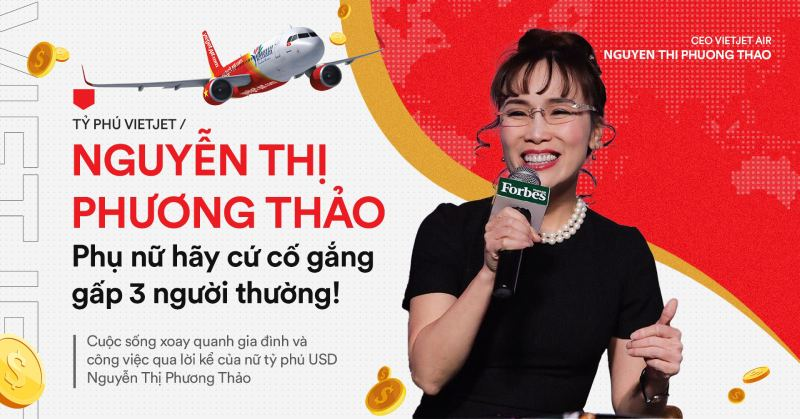 CEO VIETJET AIR
NGUYEN THI PHUONG THAO
TỶ PHÚ VIETJET /
NGUYỄN THỊ
PHƯƠNG THẢO
Phụ nữ hãy cứ cố gắng
gấp 3 người thường!
Cuộc sống xoay quanh gia đình và
công việc qua lời kể của nữ tỷ phú USD
Nguyễn Thị Phương Thảo
Forbes